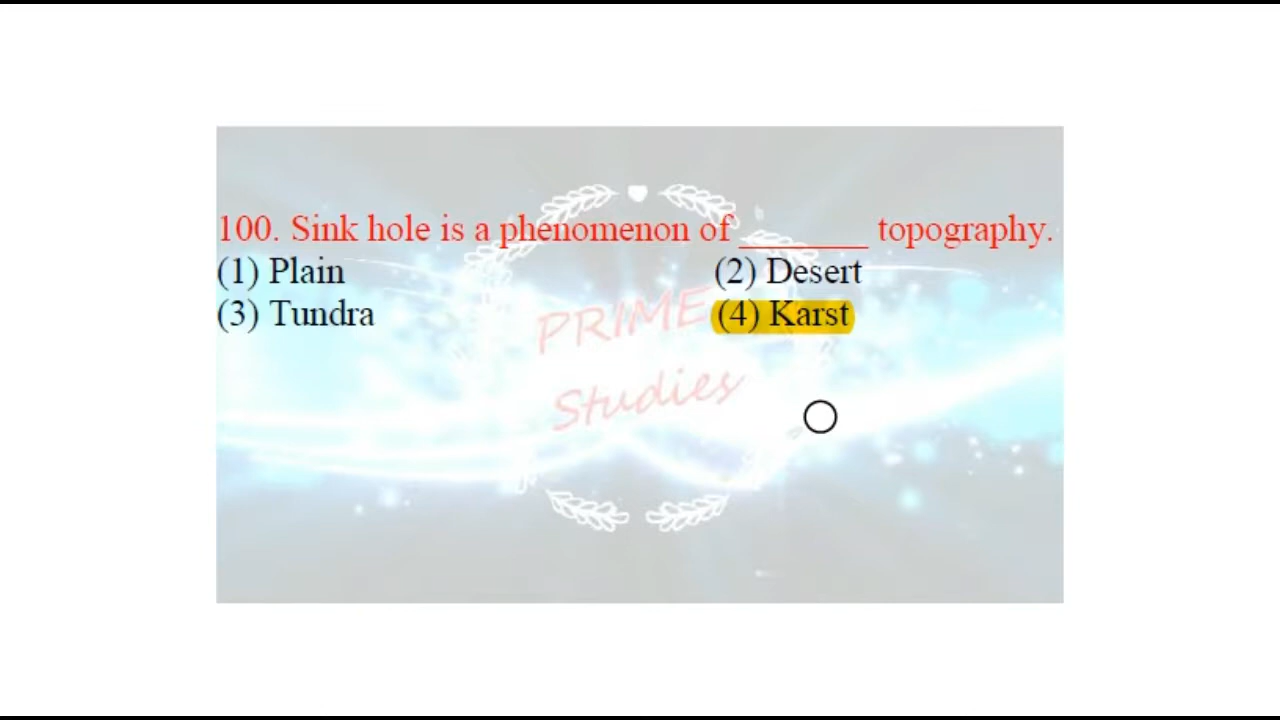 100. Sink hole is a phenomenon of ________ topography.
(1) Plain (2) Desert
(3) Tundra (4) Karst
PRIME
Studies